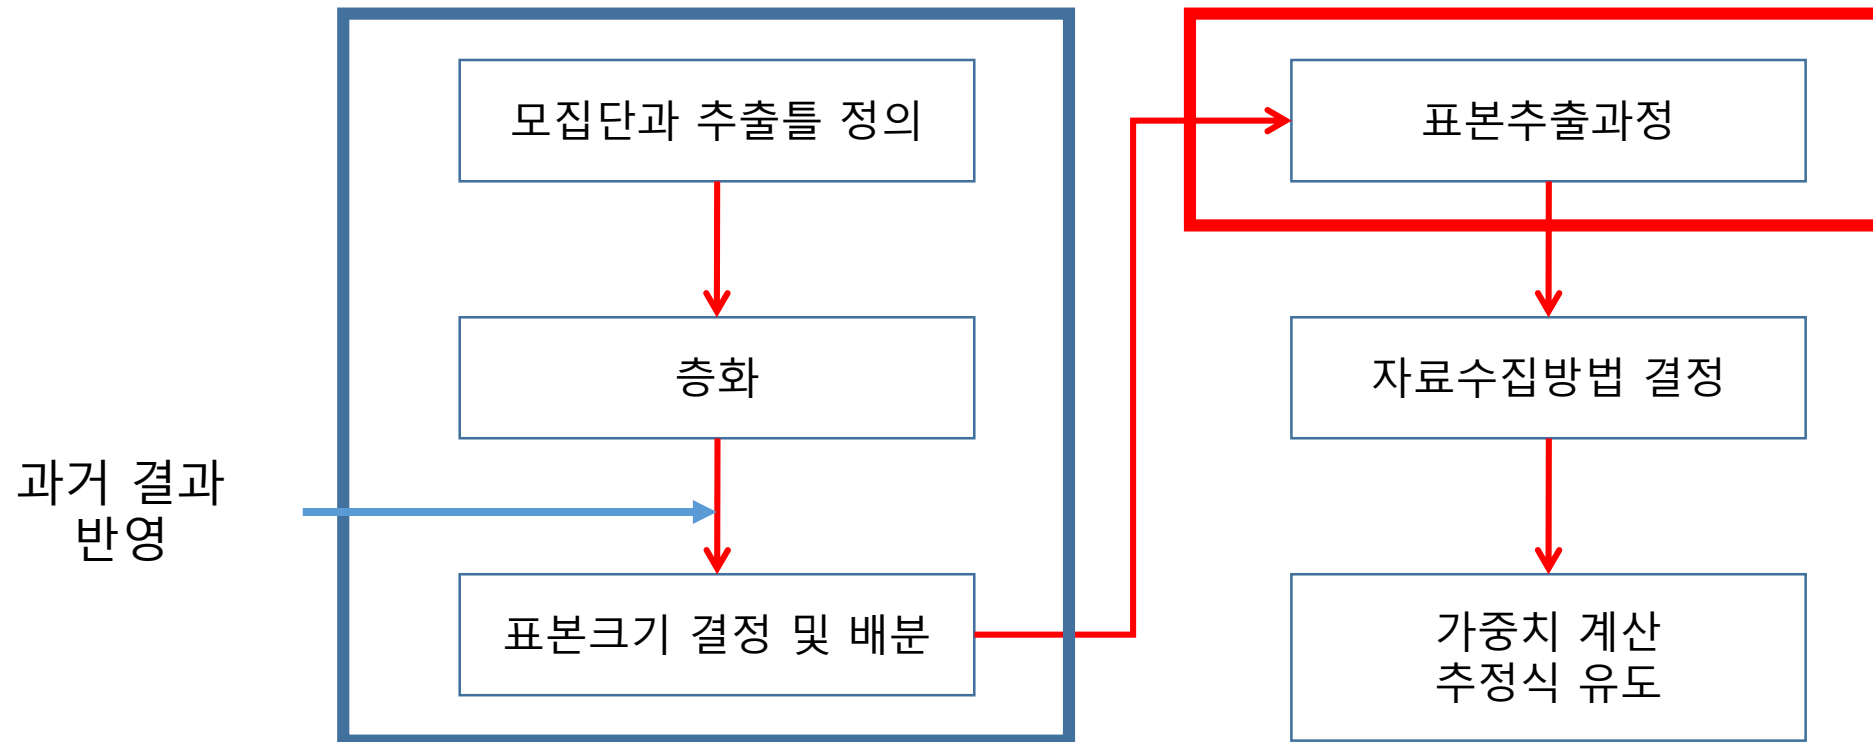 모집단과 추출틀 정의
층화
과거 결과
반영
표본크기 결정 및 배분
표본추출과정
자료수집방법 결정
가중치 계산
추정식 유도